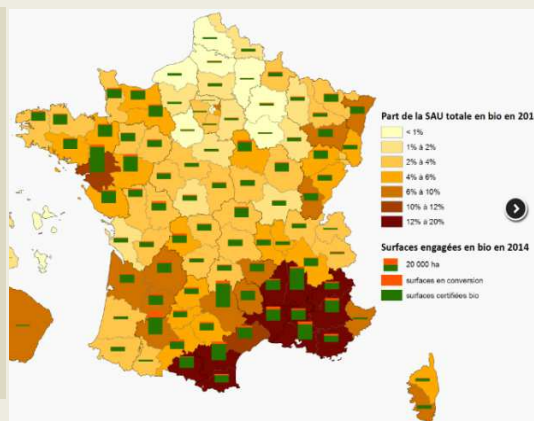 Part de la SAU totale en bio en 201
< 1%
1% à 2%
2% à 4%
4% à 6%
6% à 10%
10% à 12%
12% à 20%
Surfaces engagées en bio en 2014
20 000 ha
surfaces en conversion
surfaces certifiées bio